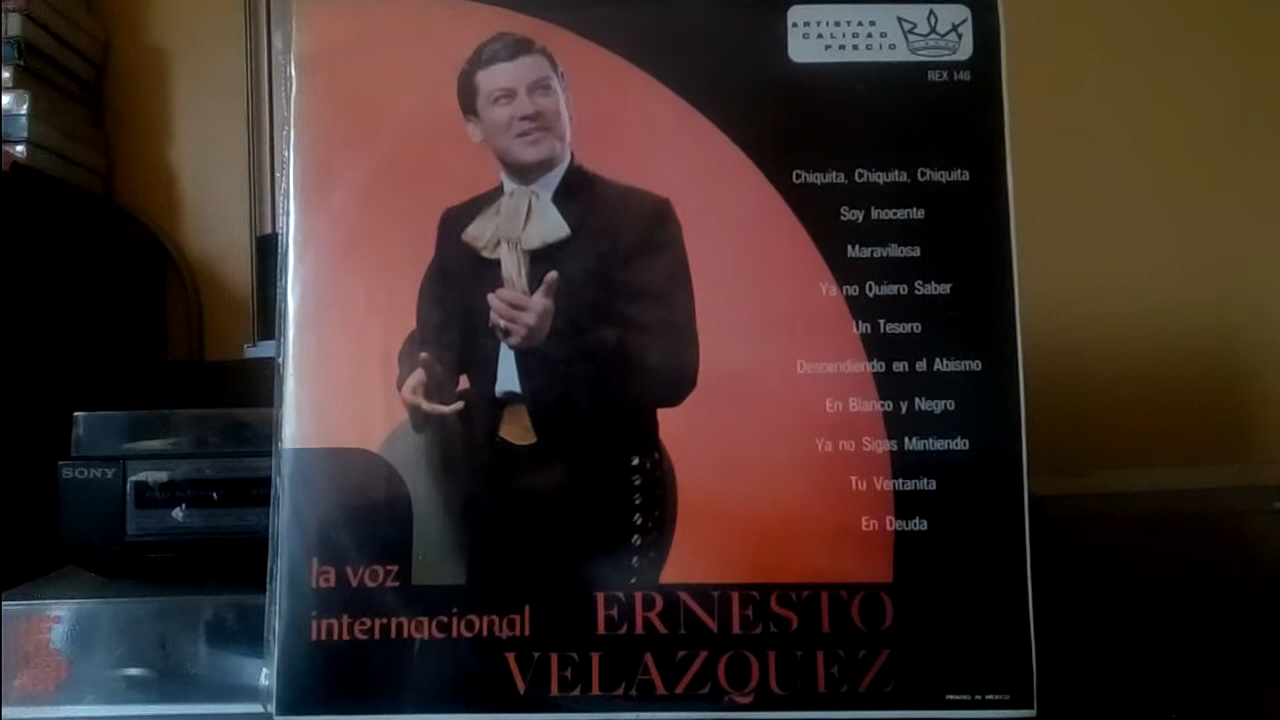 ARTISTAS
CALIDAD
PRECIO
REX
REX 146
Chiquita, Chiquita, Chiquita
Soy Inocente
Maravillosa
Ya no Quiero Saber
Un Tesoro
Descendiendo en el Abismo
En Blanco y Negro
Ya no Sigas Mintiendo
Tu Ventanita
En Deuda
SONY
la voz
internacional
ERNESTO
VELAZQUEZ
PRINTED IN MEXICO